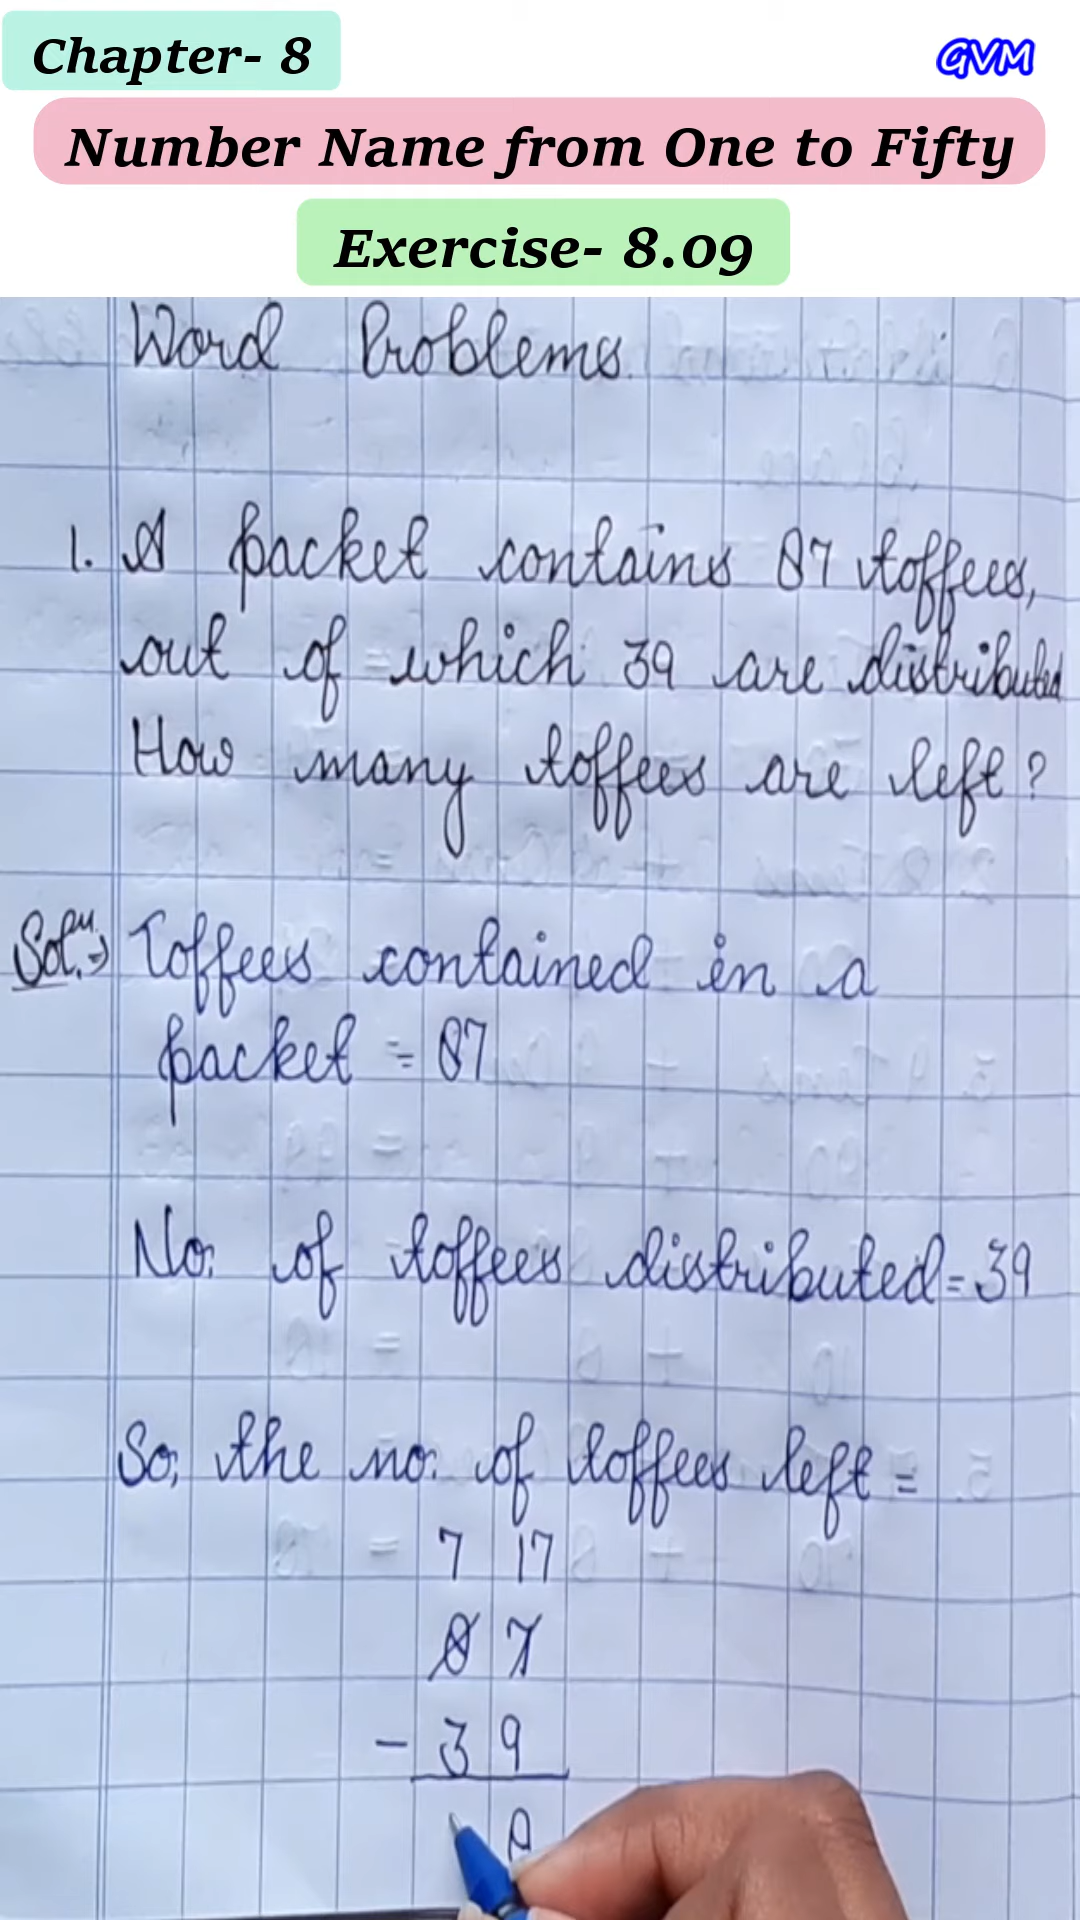 Chapter- 8
GVM
Number Name from One to Fifty
Exercise- 8.09
Word Problems.
1. A packet contains 87 toffees,
out of which 39 are distributed
How many toffees are left?
Solⁿ.⇒ Toffees contained in a
packet = 87
No. of toffees distributed = 39
So, the no. of toffees left =
7 17
8 7
- 3 9
8